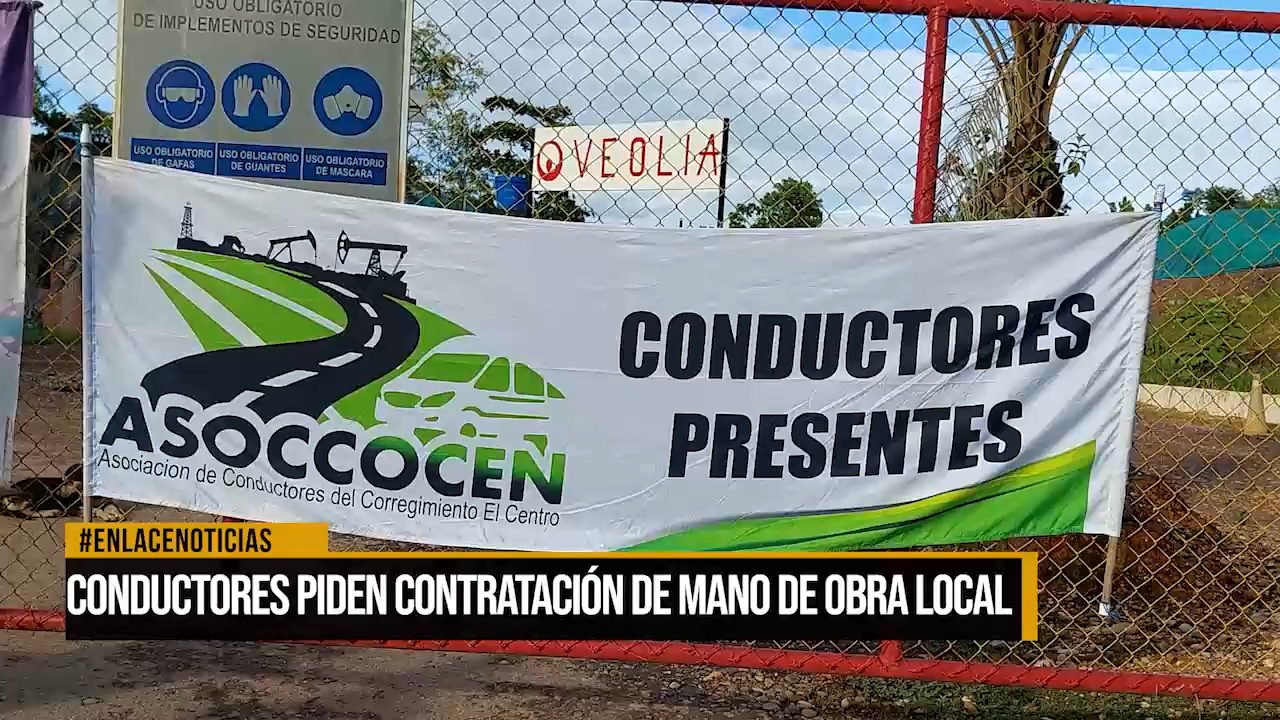 USO OBLIGATORIO
DE IMPLEMENTOS DE SEGURIDAD
USO OBLIGATORIO
DE GAFAS
USO OBLIGATORIO
DE GUANTES
USO OBLIGATORIO
DE MASCARA
VEOLIA
ASOCCOCEN
Asociacion de Conductores del Corregimiento El Centro
CONDUCTORES
PRESENTES
#ENLACENOTICIAS
CONDUCTORES PIDEN CONTRATACIÓN DE MANO DE OBRA LOCAL